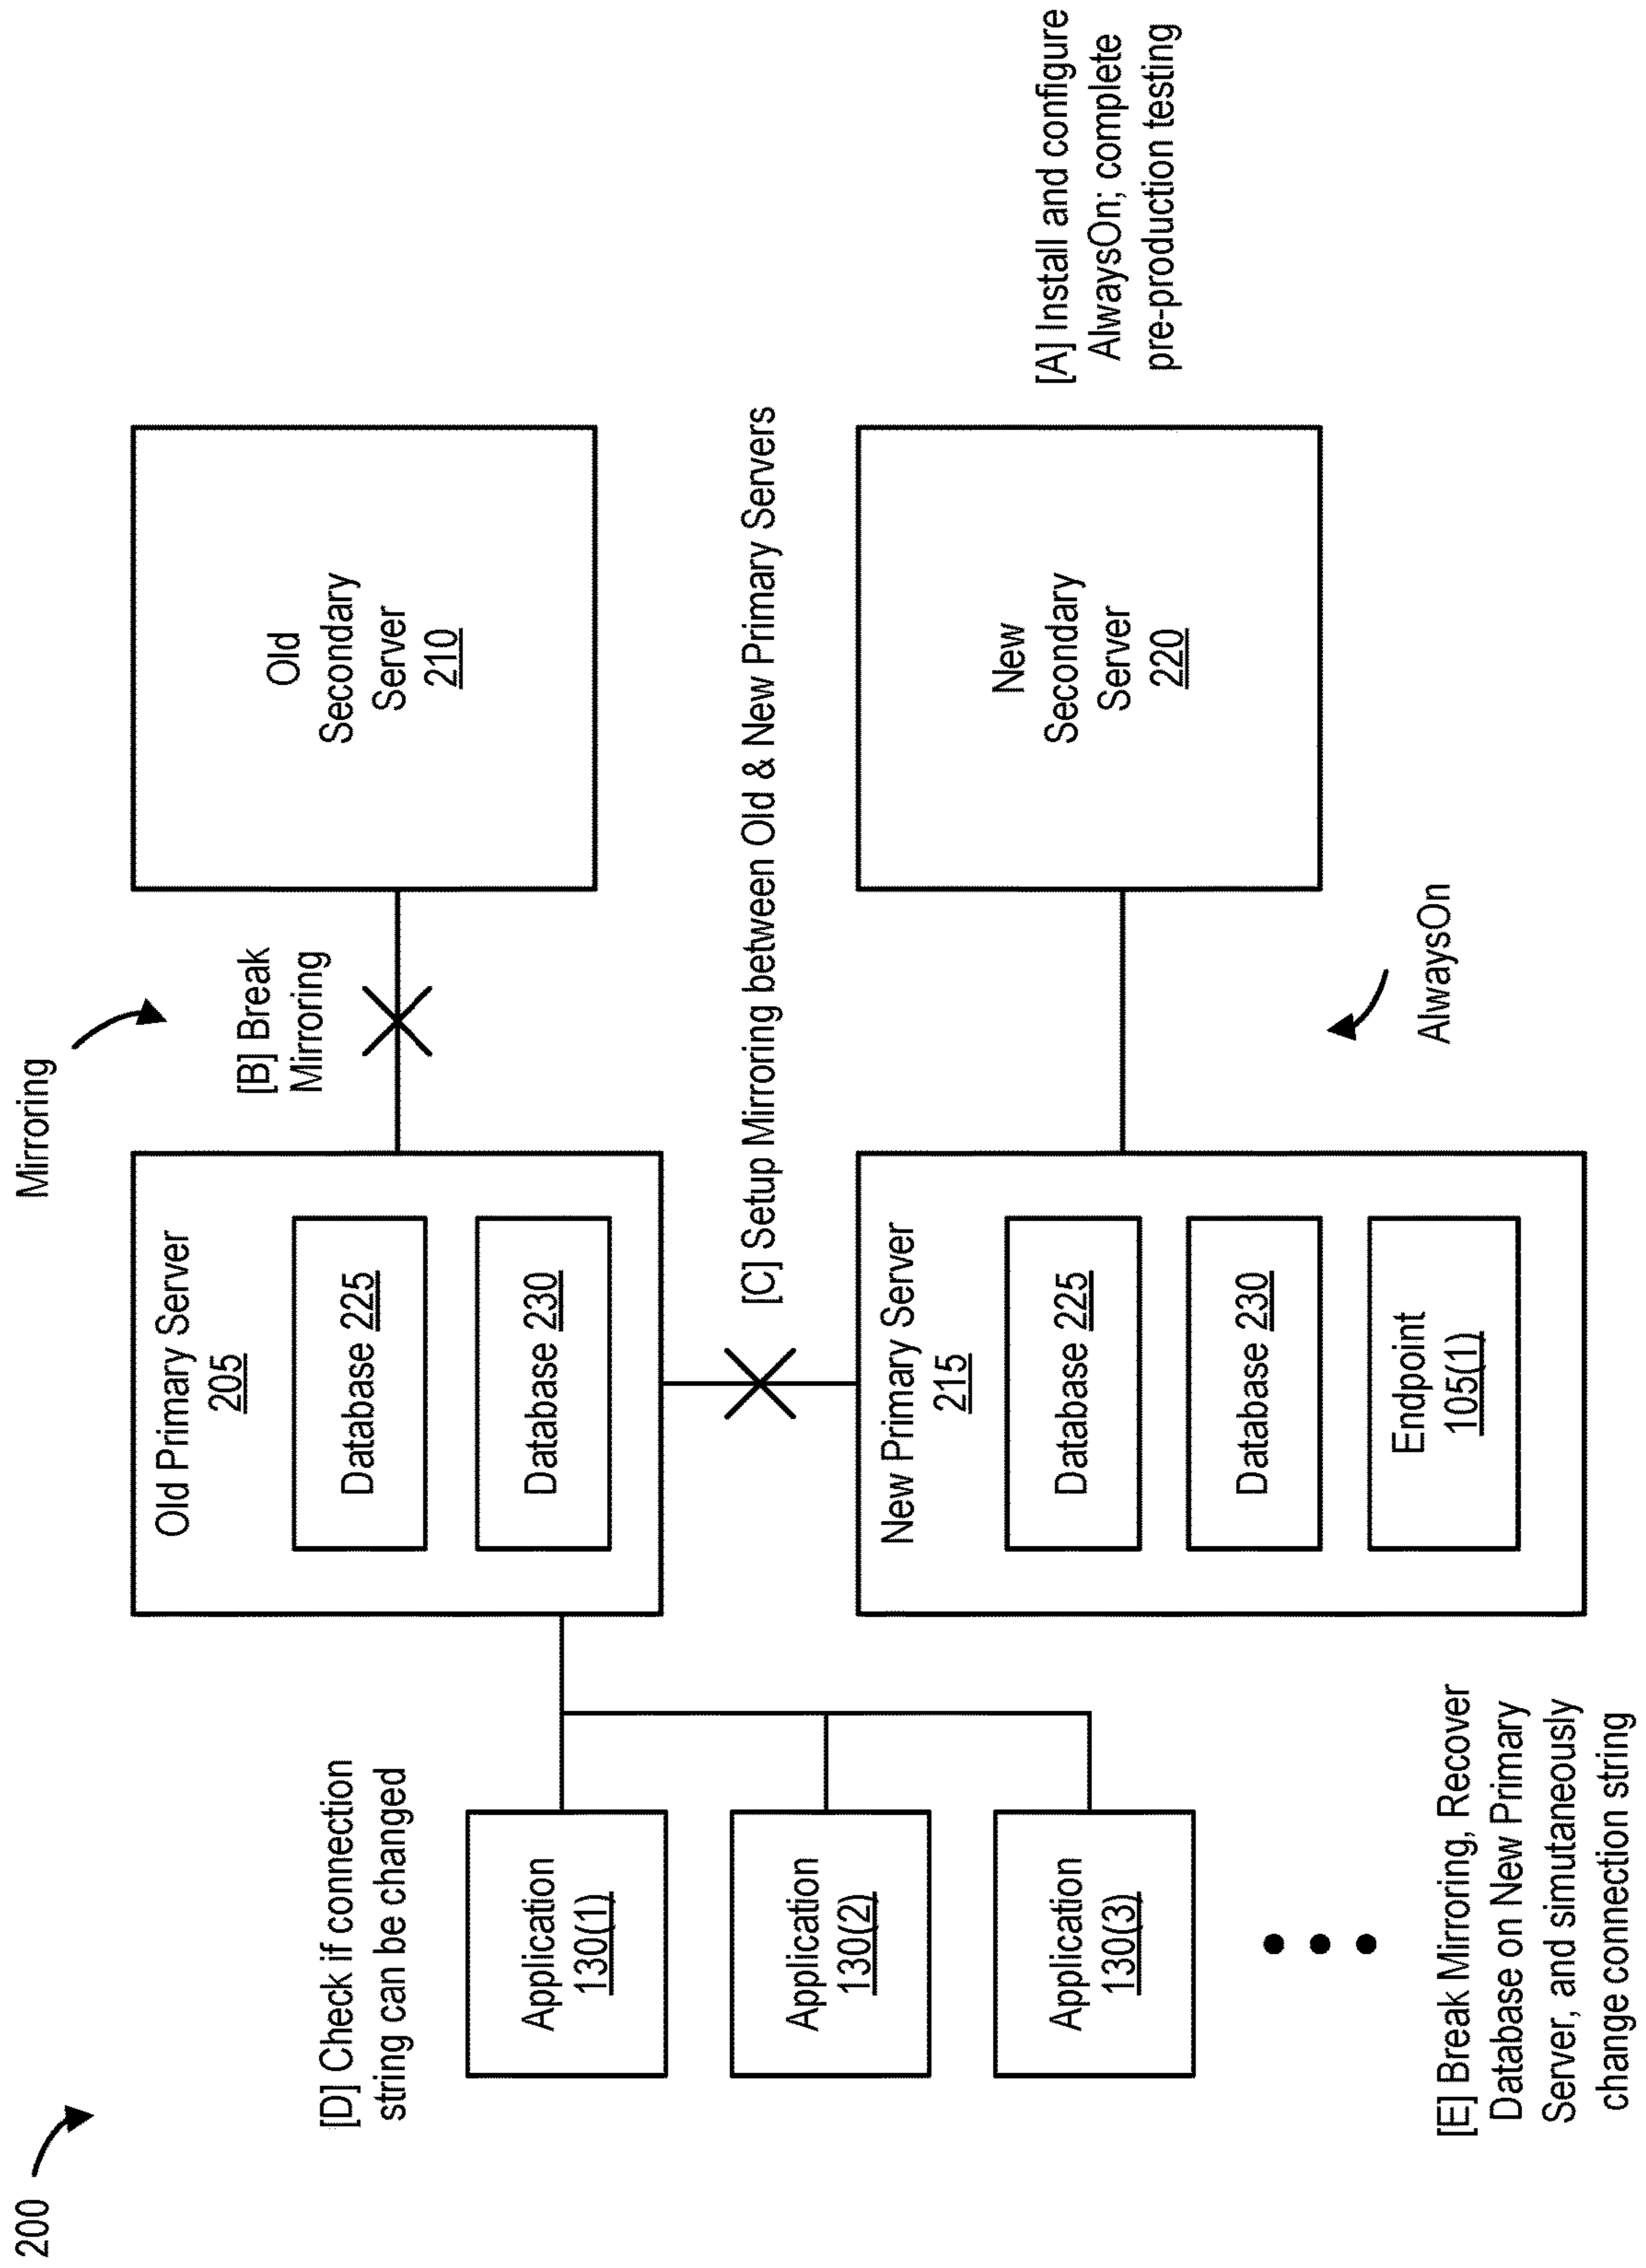 200
Mirroring
[D] Check if connection
string can be changed
Application
130(1)
Application
130(2)
Application
130(3)
[E] Break Mirroring, Recover
Database on New Primary
Server, and simutaneously
change connection string
Old Primary Server
205
Database 225
Database 230
[B] Break
Mirroring
Old
Secondary
Server
210
[C] Setup Mirroring between Old & New Primary Servers
New Primary Server
215
Database 225
Database 230
Endpoint
105(1)
AlwaysOn
New
Secondary
Server
220
[A] Install and configure
AlwaysOn; complete
pre-production testing